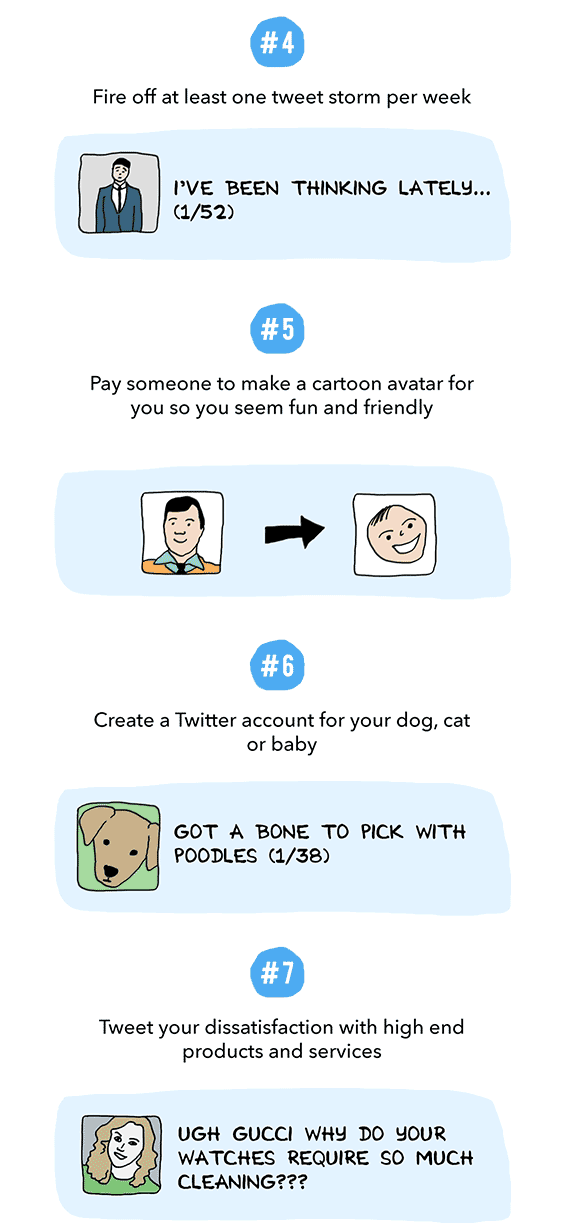 #4
Fire off at least one tweet storm per week
I'VE BEEN THINKING LATELY...
(1/52)
#5
Pay someone to make a cartoon avatar for
you so you seem fun and friendly
#6
Create a Twitter account for your dog, cat
or baby
GOT A BONE TO PICK WITH
POODLES (1/38)
#7
Tweet your dissatisfaction with high end
products and services
UGH GUCCI WHY DO YOUR
WATCHES REQUIRE SO MUCH
CLEANING???